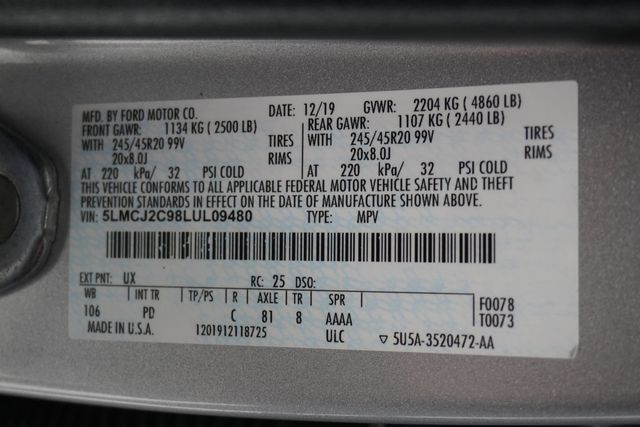 MFD. BY FORD MOTOR CO. DATE: 12/19 GVWR: 2204 KG ( 4860 LB)
FRONT GAWR: 1134 KG ( 2500 LB) REAR GAWR: 1107 KG ( 2440 LB)
WITH 245/45R20 99V TIRES WITH 245/45R20 99V TIRES
20x8.0J RIMS 20x8.0J RIMS
AT 220 kPa/ 32 PSI COLD AT 220 kPa/ 32 PSI COLD
THIS VEHICLE CONFORMS TO ALL APPLICABLE FEDERAL MOTOR VEHICLE SAFETY AND THEFT
PREVENTION STANDARDS IN EFFECT ON THE DATE OF MANUFACTURE SHOWN ABOVE.
VIN: 5LMCJ2C98LUL09480 TYPE: MPV
EXT PNT: UX RC: 25 DSO:
WB INT TR TP/PS R AXLE TR SPR F0078
106 PD C 81 8 AAAA T0073
MADE IN U.S.A. 1201912118725 ULC ▽ 5U5A-3520472-AA